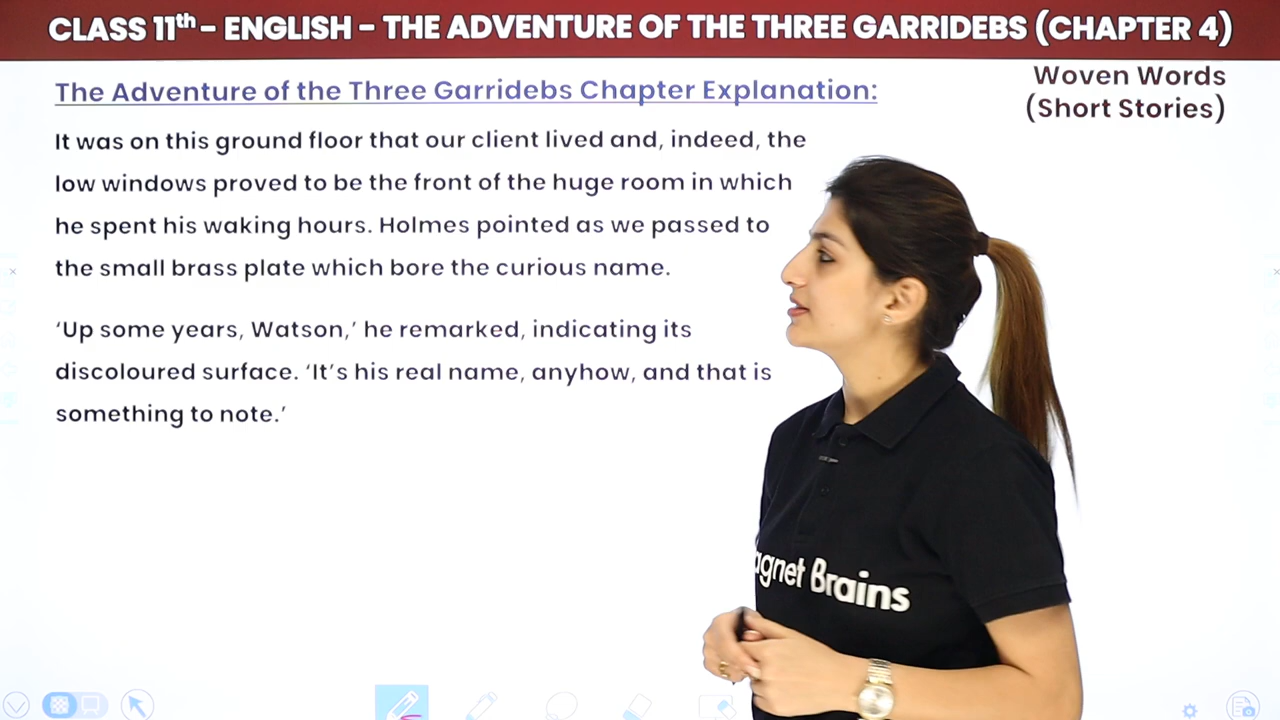 CLASS 11th - ENGLISH - THE ADVENTURE OF THE THREE GARRIDEBS (CHAPTER 4)
Woven Words
(Short Stories)
The Adventure of the Three Garridebs Chapter Explanation:
It was on this ground floor that our client lived and, indeed, the
low windows proved to be the front of the huge room in which
he spent his waking hours. Holmes pointed as we passed to
the small brass plate which bore the curious name.
‘Up some years, Watson,’ he remarked, indicating its
discoloured surface. ‘It’s his real name, anyhow, and that is
something to note.’
agnet Brains